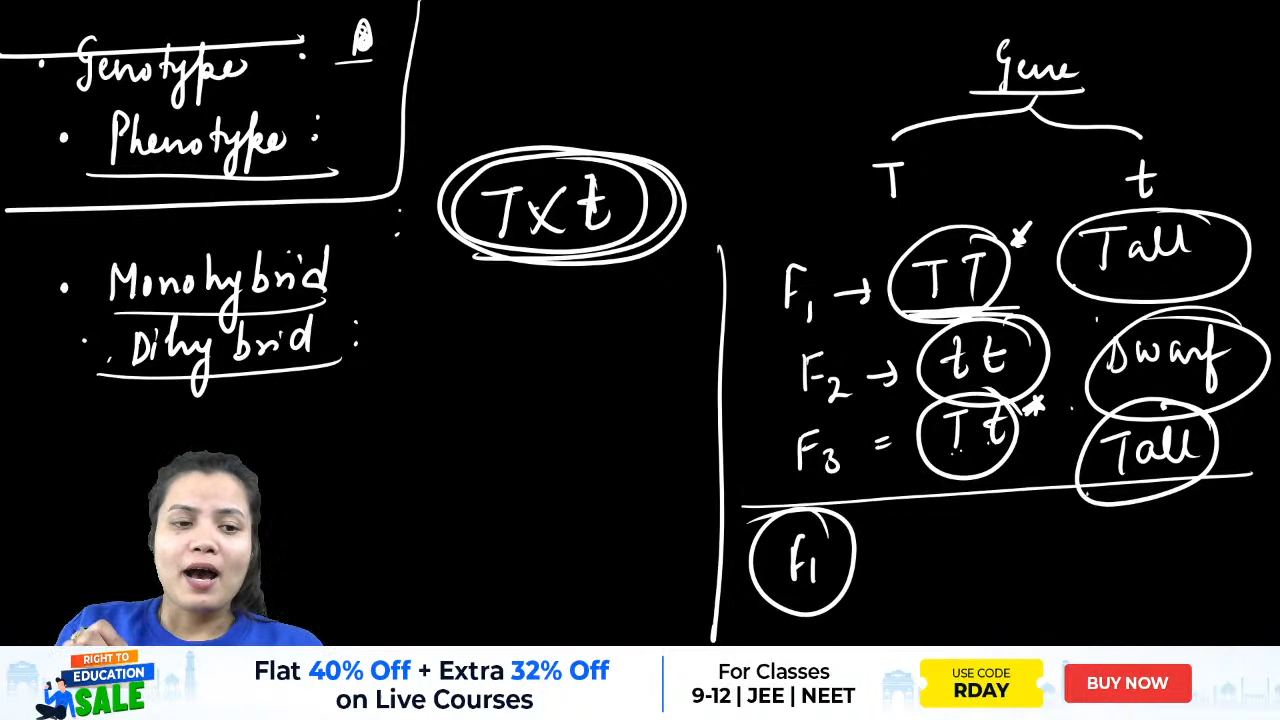 • Genotype :
• Phenotype :
• Monohybrid
• Dihybrid :
T x t
Gene
T t
F1 → TT* Tall
F2 → tt Dwarf
F3 = Tt* Tall
F1
RIGHT TO
EDUCATION
SALE
Flat 40% Off + Extra 32% Off
on Live Courses
For Classes
9-12 | JEE | NEET
USE CODE
RDAY
BUY NOW